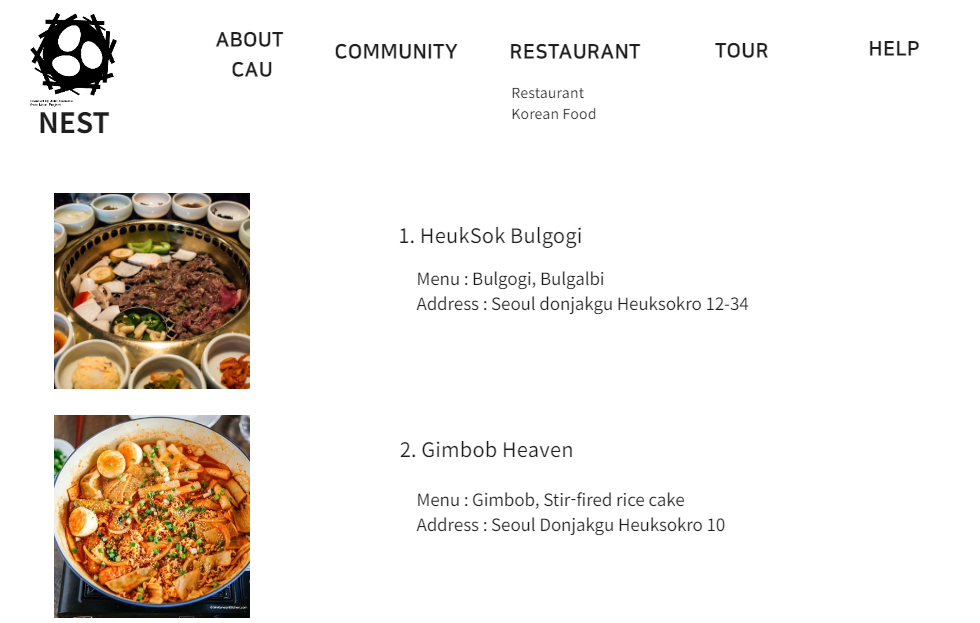 NEST
ABOUT
CAU
COMMUNITY
RESTAURANT
TOUR
HELP
Restaurant
Korean Food
1. HeukSok Bulgogi
Menu : Bulgogi, Bulgalbi
Address : Seoul donjakgu Heuksokro 12-34
2. Gimbob Heaven
Menu : Gimbob, Stir-fired rice cake
Address : Seoul Donjakgu Heuksokro 10